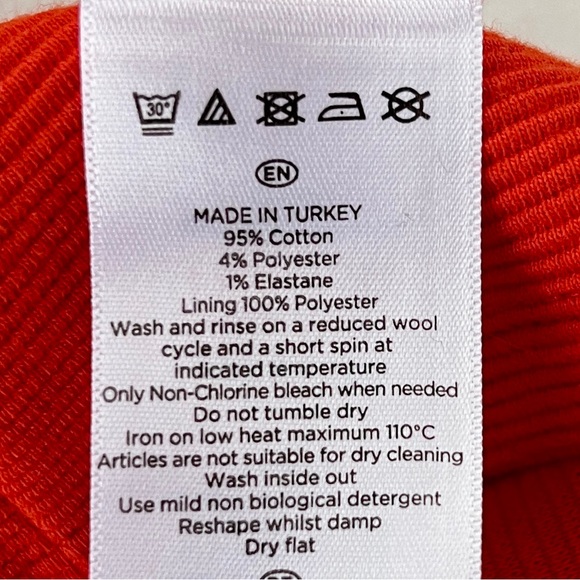 30°
EN
MADE IN TURKEY
95% Cotton
4% Polyester
1% Elastane
Lining 100% Polyester
Wash and rinse on a reduced wool
cycle and a short spin at
indicated temperature
Only Non-Chlorine bleach when needed
Do not tumble dry
Iron on low heat maximum 110°C
Articles are not suitable for dry cleaning
Wash inside out
Use mild non biological detergent
Reshape whilst damp
Dry flat